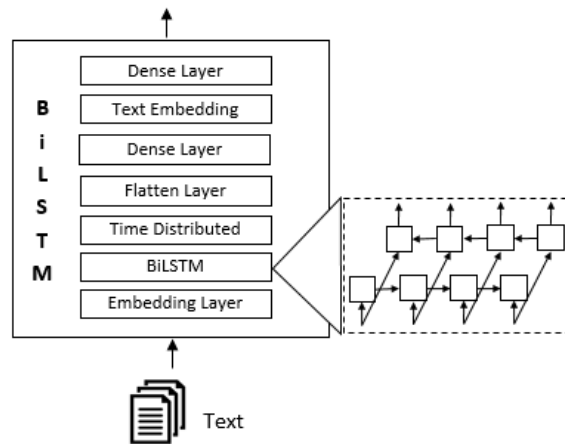 Dense Layer
Text Embedding
Dense Layer
Flatten Layer
Time Distributed
BiLSTM
Embedding Layer
B
i
L
S
T
M
Text